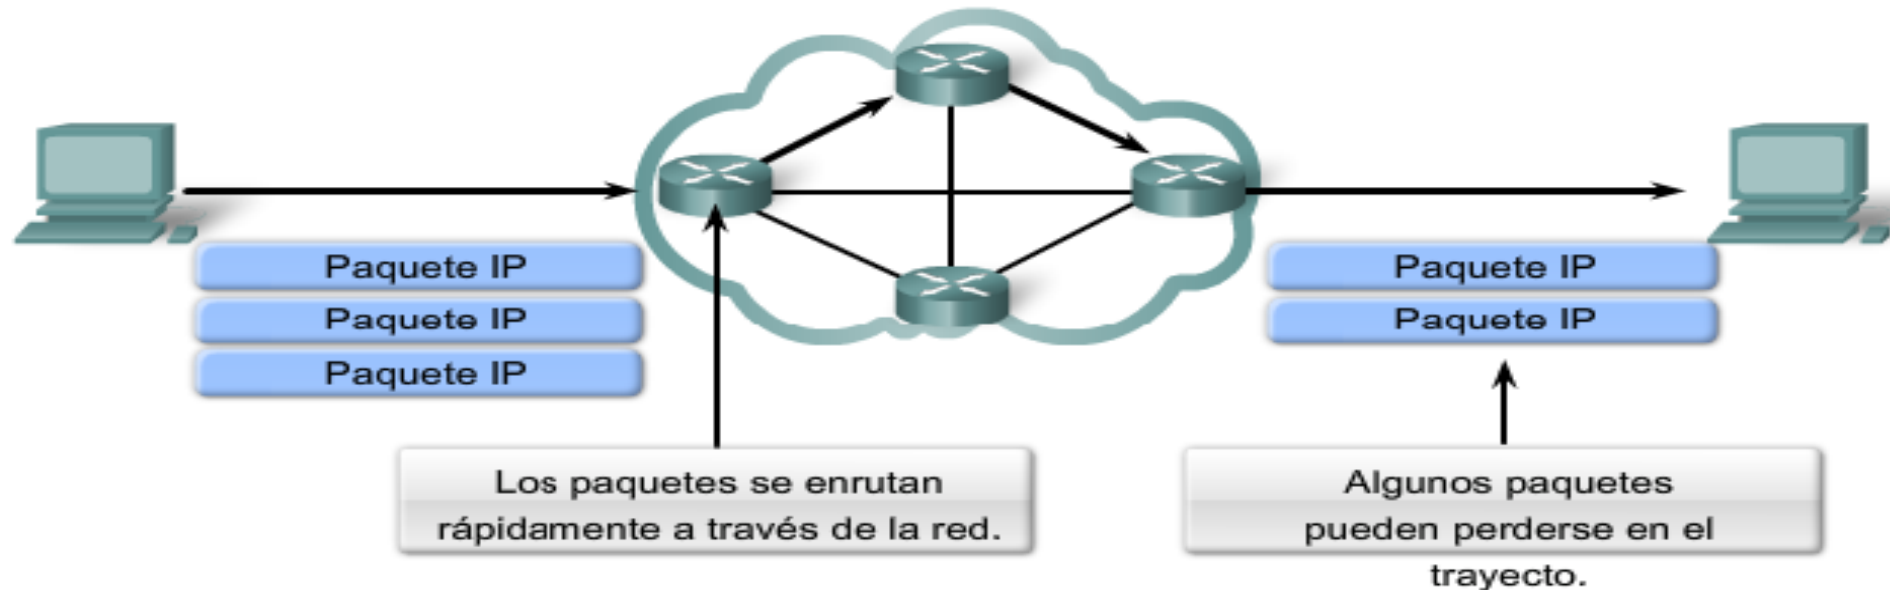 Paquete IP
Paquete IP
Paquete IP
Paquete IP
Paquete IP
Los paquetes se enrutan
rápidamente a través de la red.
Algunos paquetes
pueden perderse en el
trayecto.